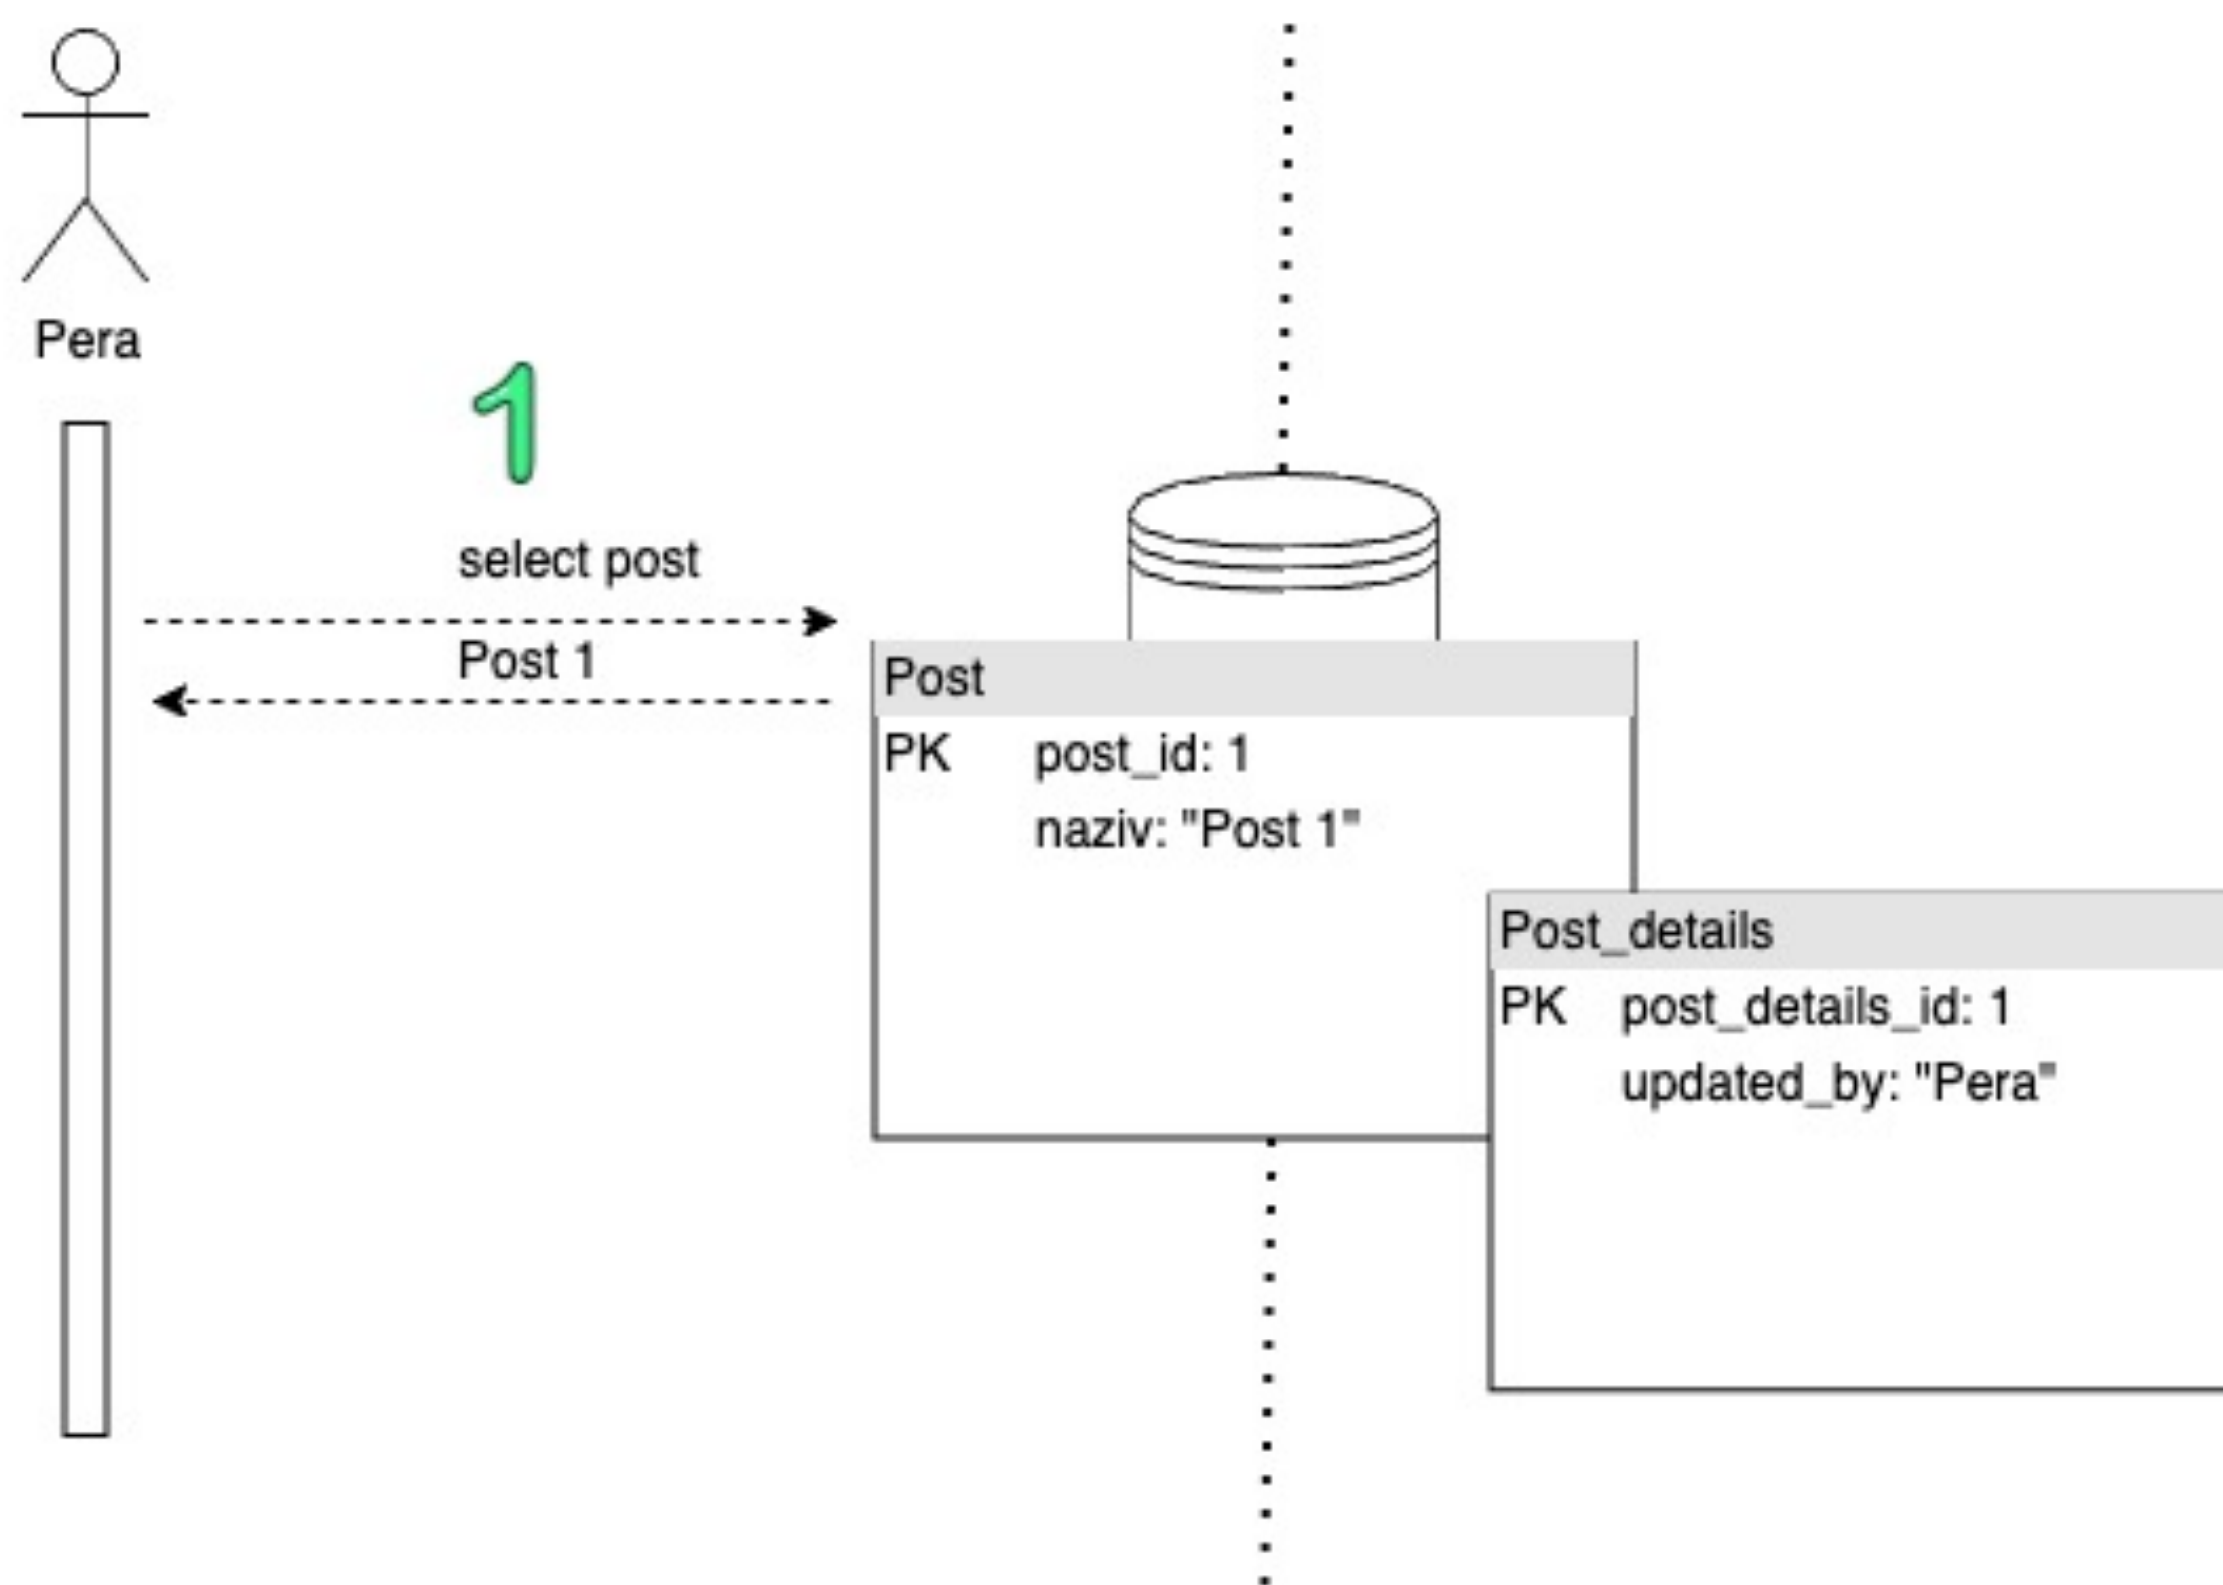 Pera
1
select post
Post 1
Post
PK post_id: 1
naziv: "Post 1"
Post_details
PK post_details_id: 1
updated_by: "Pera"